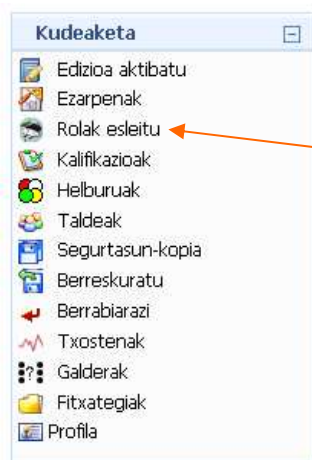 Kudeaketa
Edizioa aktibatu
Ezarpenak
Rolak esleitu
Kalifikazioak
Helburuak
Taldeak
Segurtasun-kopia
Berreskuratu
Berrabiarazi
Txostenak
Galderak
Fitxategiak
Profila